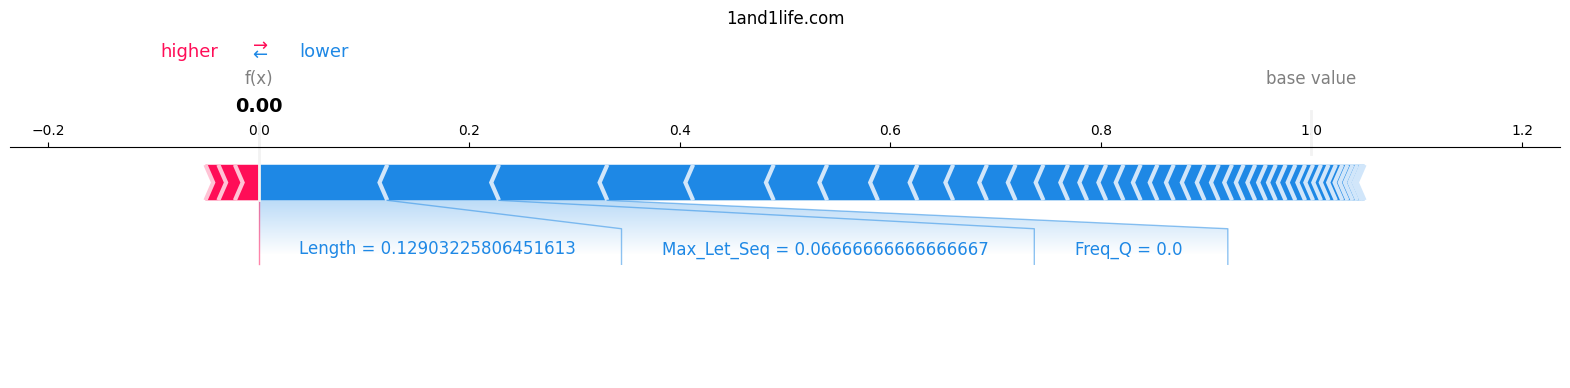 1and1life.com
higher ⇄ lower
f(x) base value
0.00
−0.2 0.0 0.2 0.4 0.6 0.8 1.0 1.2
Length = 0.12903225806451613 Max_Let_Seq = 0.06666666666666667 Freq_Q = 0.0